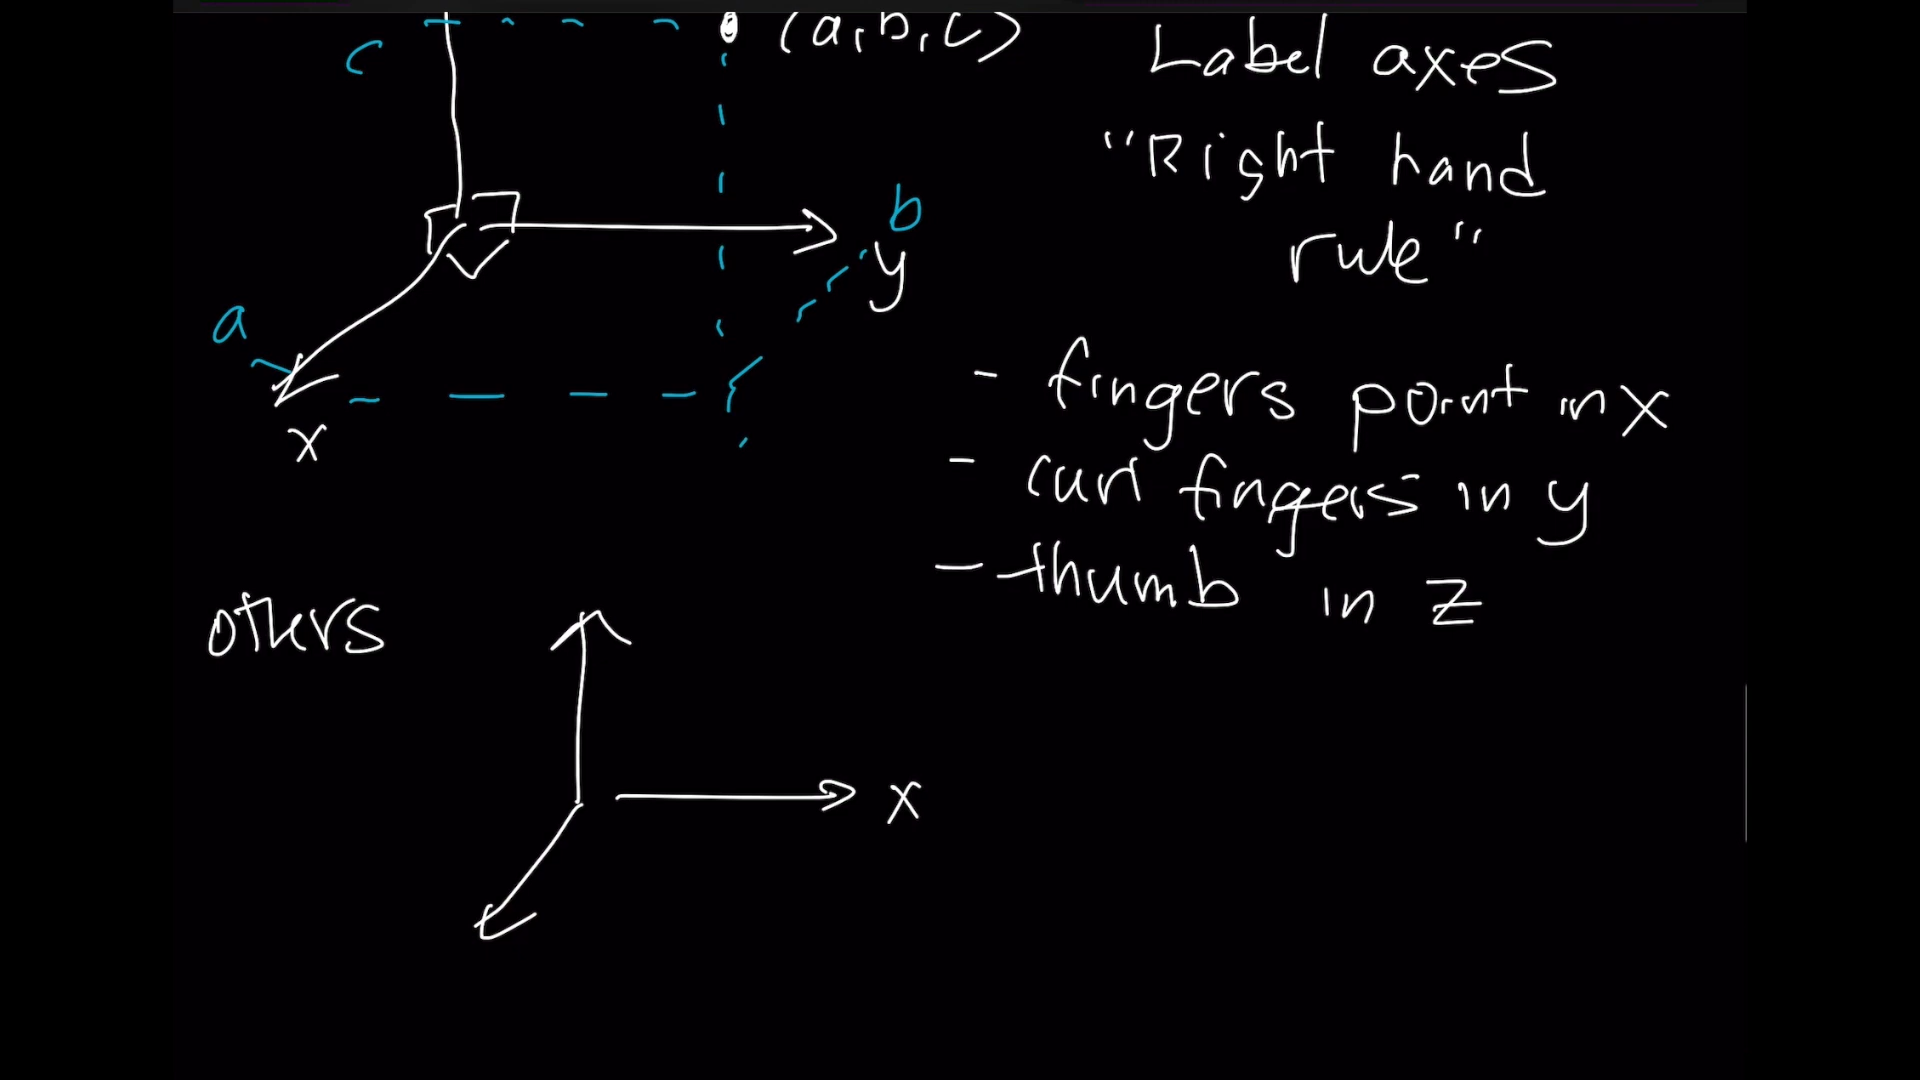 c
(a,b,c)
Label axes
"Right hand
rule"
b
y
a
x
- fingers point in x
- curl fingers in y
- thumb in z
others
x